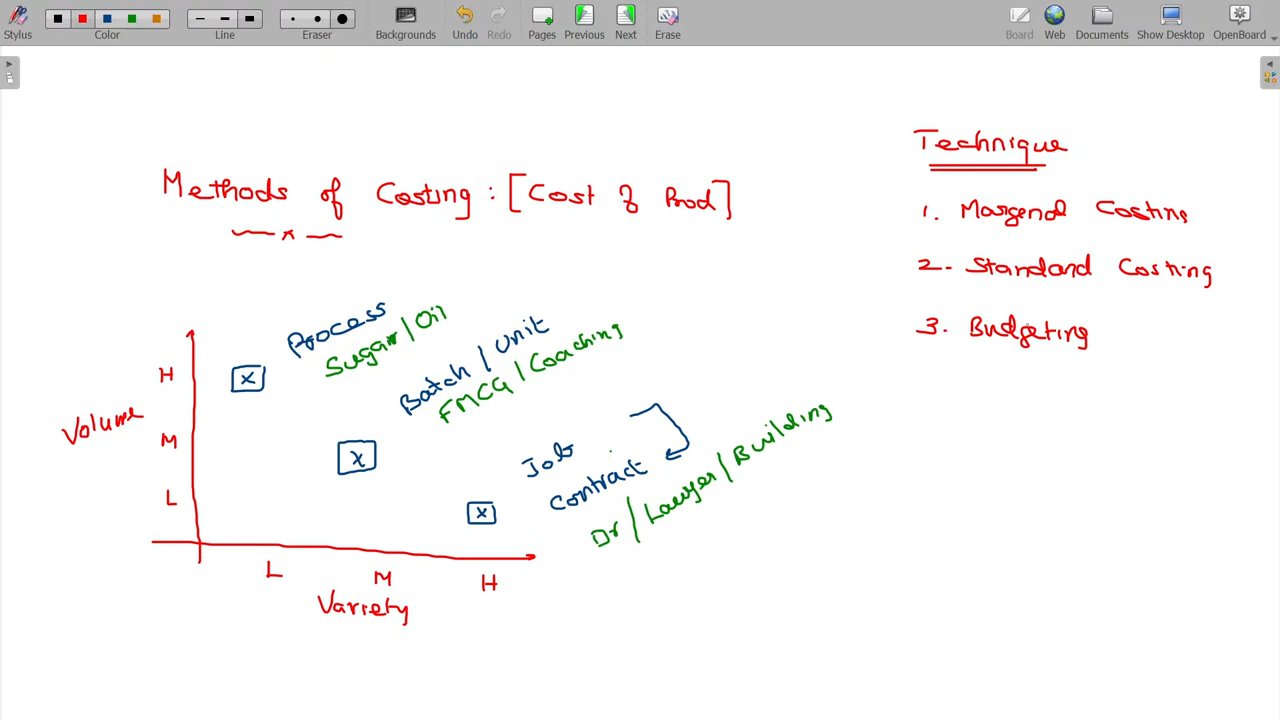 Stylus
Color
Line
Eraser
Backgrounds
Undo
Redo
Pages
Previous
Next
Erase
Board
Web
Documents
Show Desktop
OpenBoard
Methods of Costing : [Cost of Prod]
Technique
1. Marginal Costing
2. Standard Costing
3. Budgeting
Process
Sugar / Oil
Batch / Unit
FMCG / Coaching
Job
Contract
Dr / Lawyer / Building
Volume
H
M
L
L
M
H
Variety